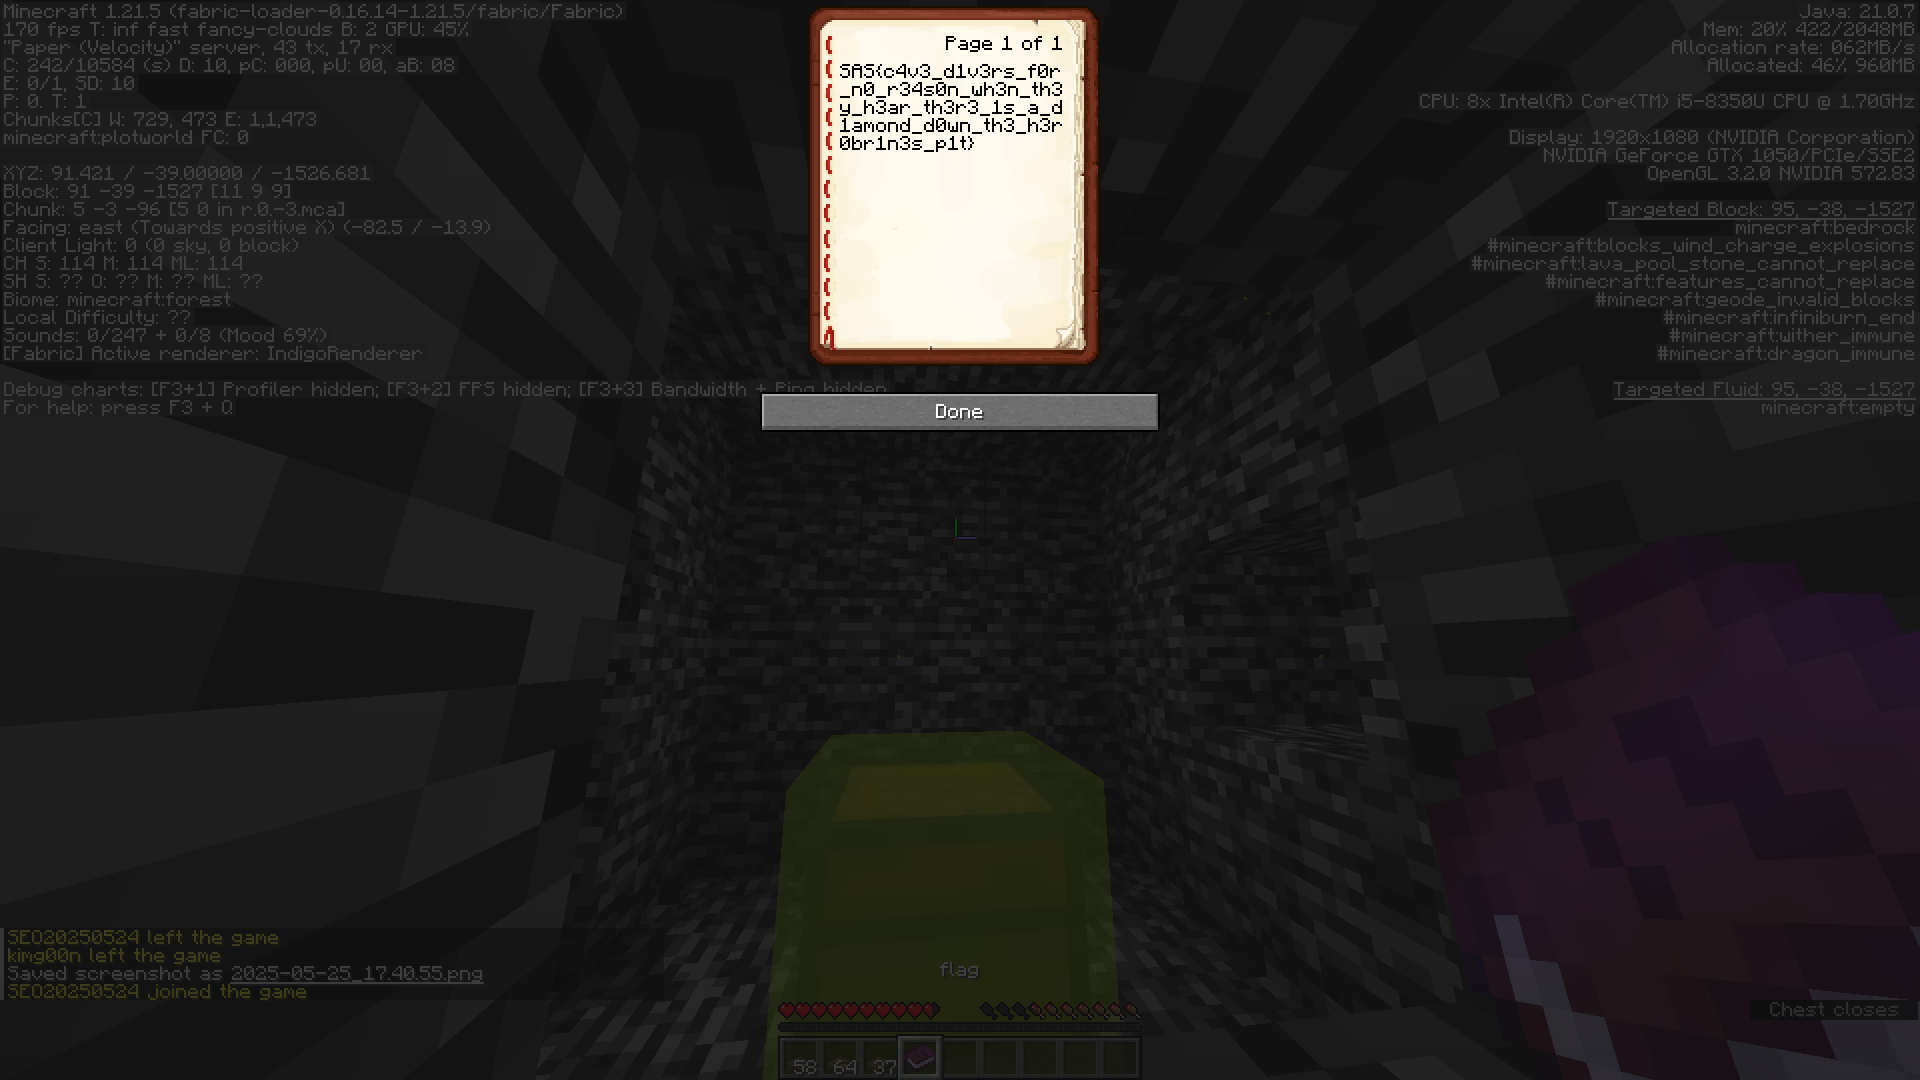 Minecraft 1.21.5 (fabric-loader-0.16.14-1.21.5/fabric/Fabric)
170 fps T: inf fast fancy-clouds B: 2 GPU: 45%
"Paper (Velocity)" server, 43 tx, 17 rx
C: 242/10584 (s) D: 10, pC: 000, pU: 00, aB: 08
E: 0/1, SD: 10
P: 0. T: 1
Chunks[C] W: 729, 473 E: 1,1,473
minecraft:plotworld FC: 0
XYZ: 91.421 / -39.00000 / -1526.681
Block: 91 -39 -1527 [11 9 9]
Chunk: 5 -3 -96 [5 0 in r.0.-3.mca]
Facing: east (Towards positive X) (-82.5 / -13.9)
Client Light: 0 (0 sky, 0 block)
CH S: 114 M: 114 ML: 114
SH S: ?? O: ?? M: ?? ML: ??
Biome: minecraft:forest
Local Difficulty: ??
Sounds: 0/247 + 0/8 (Mood 69%)
[Fabric] Active renderer: IndigoRenderer
Debug charts: [F3+1] Profiler hidden; [F3+2] FPS hidden; [F3+3] Bandwidth + Ping hidden
For help: press F3 + Q
Page 1 of 1
SAS{c4v3_d1v3rs_f0r
_n0_r34s0n_wh3n_th3
y_h3ar_th3r3_1s_a_d
1amond_d0wn_th3_h3r
0br1n3s_p1t}
Done
Java: 21.0.7
Mem: 20% 422/2048MB
Allocation rate: 062MB/s
Allocated: 46% 960MB
CPU: 8x Intel(R) Core(TM) i5-8350U CPU @ 1.70GHz
Display: 1920x1080 (NVIDIA Corporation)
NVIDIA GeForce GTX 1050/PCIe/SSE2
OpenGL 3.2.0 NVIDIA 572.83
Targeted Block: 95, -38, -1527
minecraft:bedrock
#minecraft:blocks_wind_charge_explosions
#minecraft:lava_pool_stone_cannot_replace
#minecraft:features_cannot_replace
#minecraft:geode_invalid_blocks
#minecraft:infiniburn_end
#minecraft:wither_immune
#minecraft:dragon_immune
Targeted Fluid: 95, -38, -1527
minecraft:empty
SEO20250524 left the game
kimg00n left the game
Saved screenshot as 2025-05-25_17.40.55.png
SEO20250524 joined the game
flag
Chest closes
58 64 37